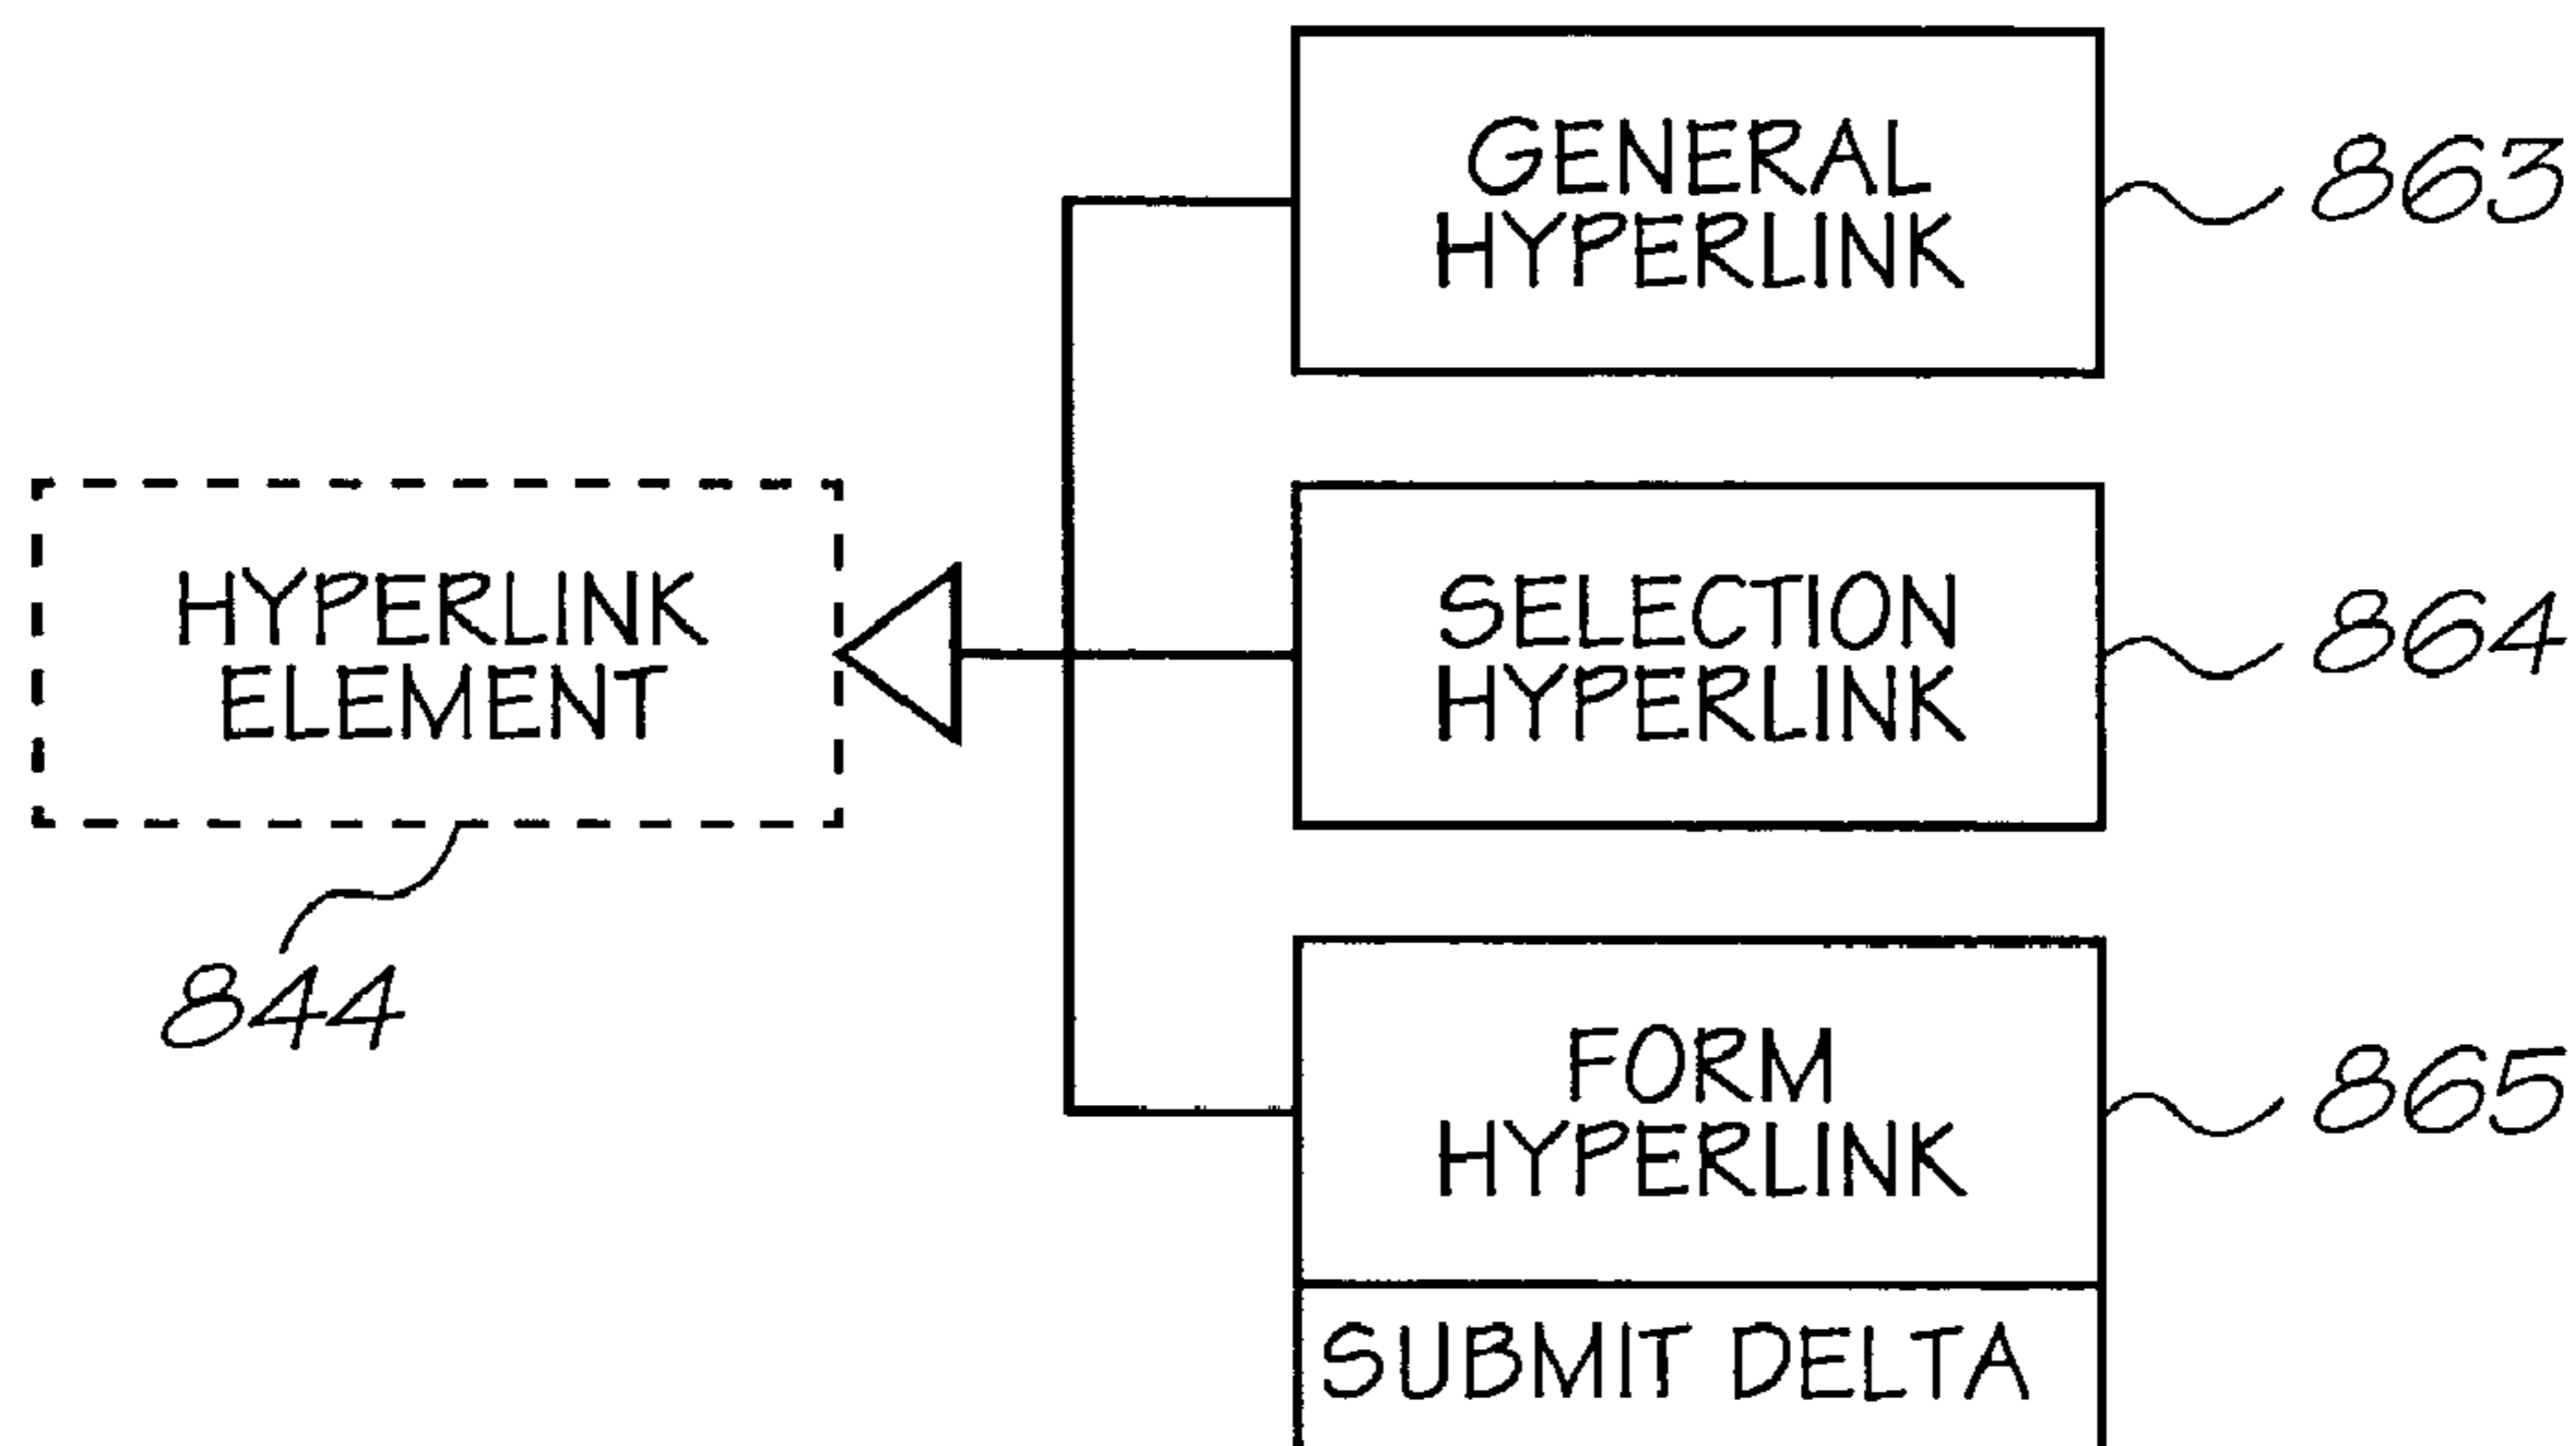 GENERAL
HYPERLINK
863
HYPERLINK
ELEMENT
844
SELECTION
HYPERLINK
864
FORM
HYPERLINK
865
SUBMIT DELTA